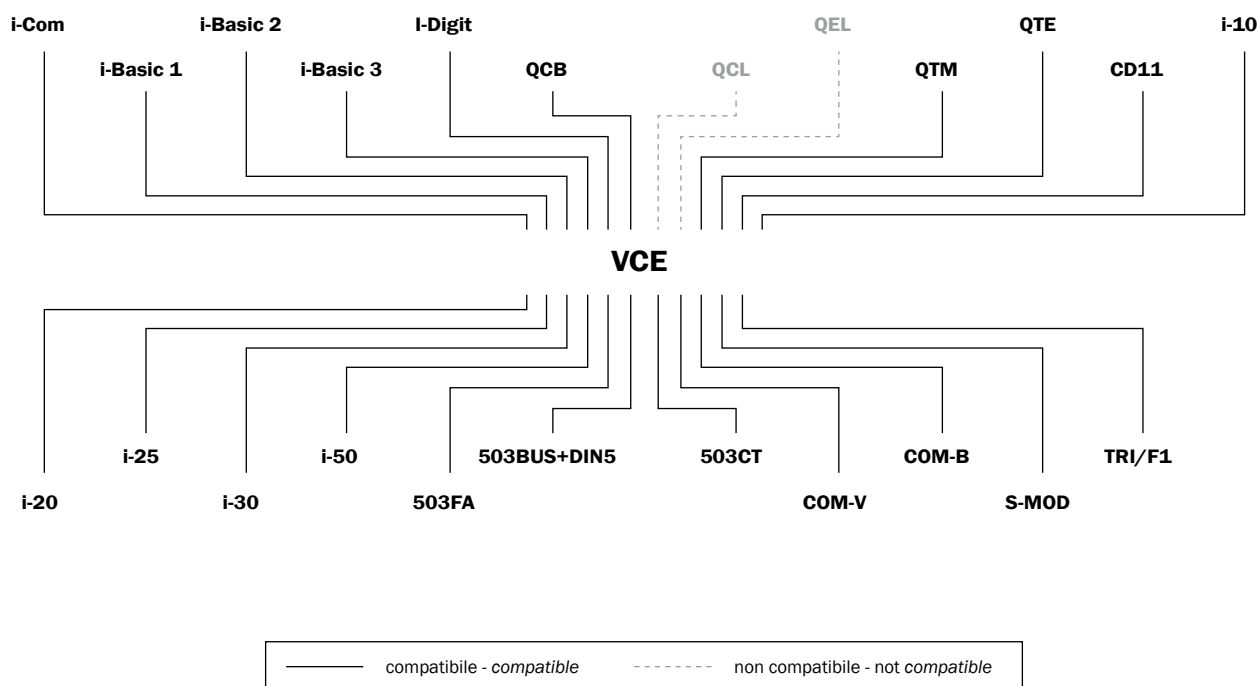 i-Com i-Basic 2 I-Digit QEL QTE i-10
i-Basic 1 i-Basic 3 QCB QCL QTM CD11
VCE
i-25 i-50 503BUS+DIN5 503CT COM-B TRI/F1
i-20 i-30 503FA COM-V S-MOD
compatibile - compatible non compatibile - not compatible